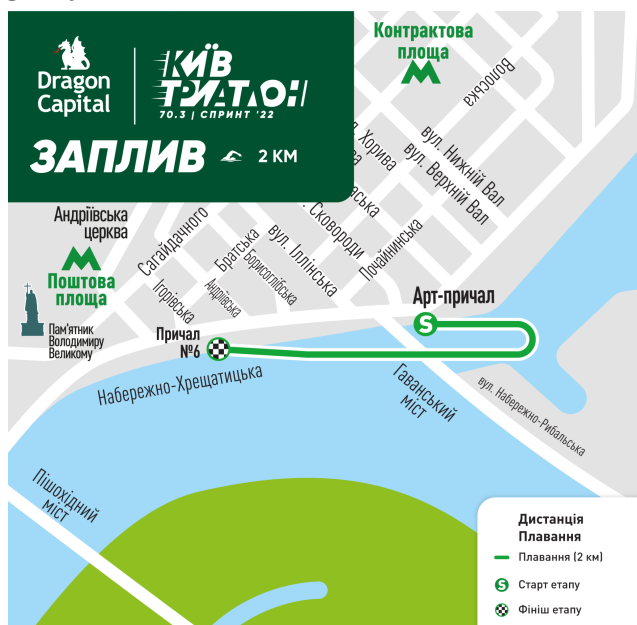 Dragon
Capital
КИЇВ
ТРИАТЛОН
70.3 | СПРИНТ '22
ЗАПЛИВ 2 КМ
Контрактова
площа
Волоська
вул. Нижній Вал
вул. Верхній Вал
Хорива
Сковороди
вул. Іллінська
Почайнинська
Андріївська
церква
Сагайдачного
Братська
Борисоглібська
Андріївська
Ігорівська
Поштова
площа
Пам'ятник
Володимиру
Великому
Причал
№6
Арт-причал
S
Набережно-Хрещатицька
Гаванський
міст
вул. Набережно-Рибальська
Пішохідний
міст
Дистанція
Плавання
Плавання (2 км)
S Старт етапу
Фініш етапу